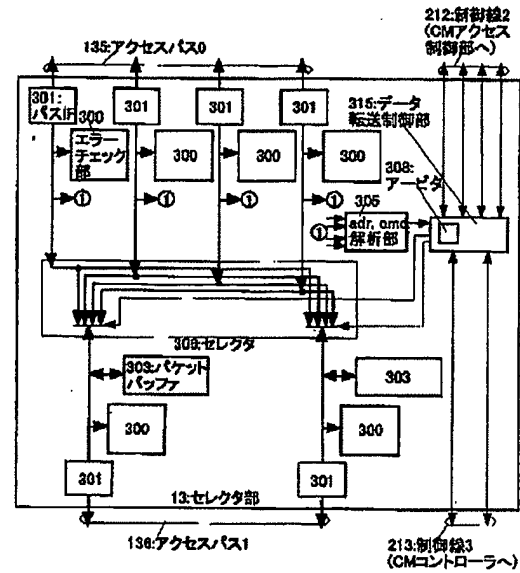 212:制御線2
(CMアクセス
制御部へ)
135:アクセスパス0
315:データ
転送制御部
301:
パスIF
301
301
301
300
エラー
チェック
部
300
300
300
308:
アービタ
①
①
①
①
305
①
adr, cmd
解析部
306:セレクタ
303:パケット
バッファ
303
300
300
301
301
13:セレクタ部
136:アクセスパス1
213:制御線3
(CMコントローラへ)